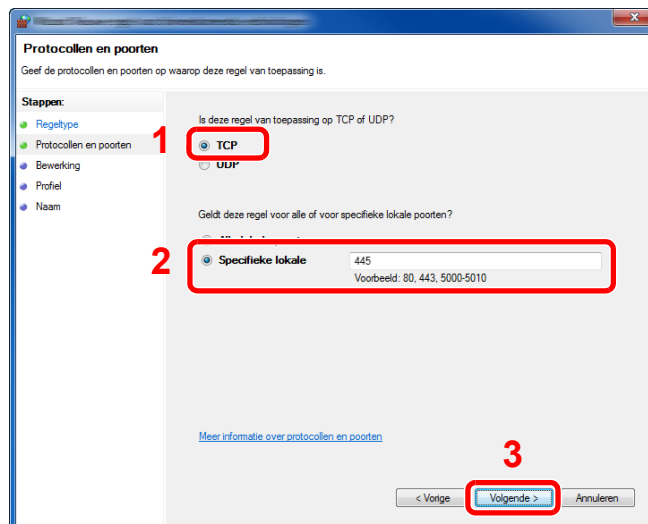 Protocollen en poorten
Geef de protocollen en poorten op waarop deze regel van toepassing is.
Stappen:
Regeltype
Protocollen en poorten
Bewerking
Profiel
Naam
1
Is deze regel van toepassing op TCP of UDP?
TCP
UDP
Geldt deze regel voor alle of voor specifieke lokale poorten?
2
Specifieke lokale
445
Voorbeeld: 80, 443, 5000-5010
Meer informatie over protocollen en poorten
3
< Vorige
Volgende >
Annuleren